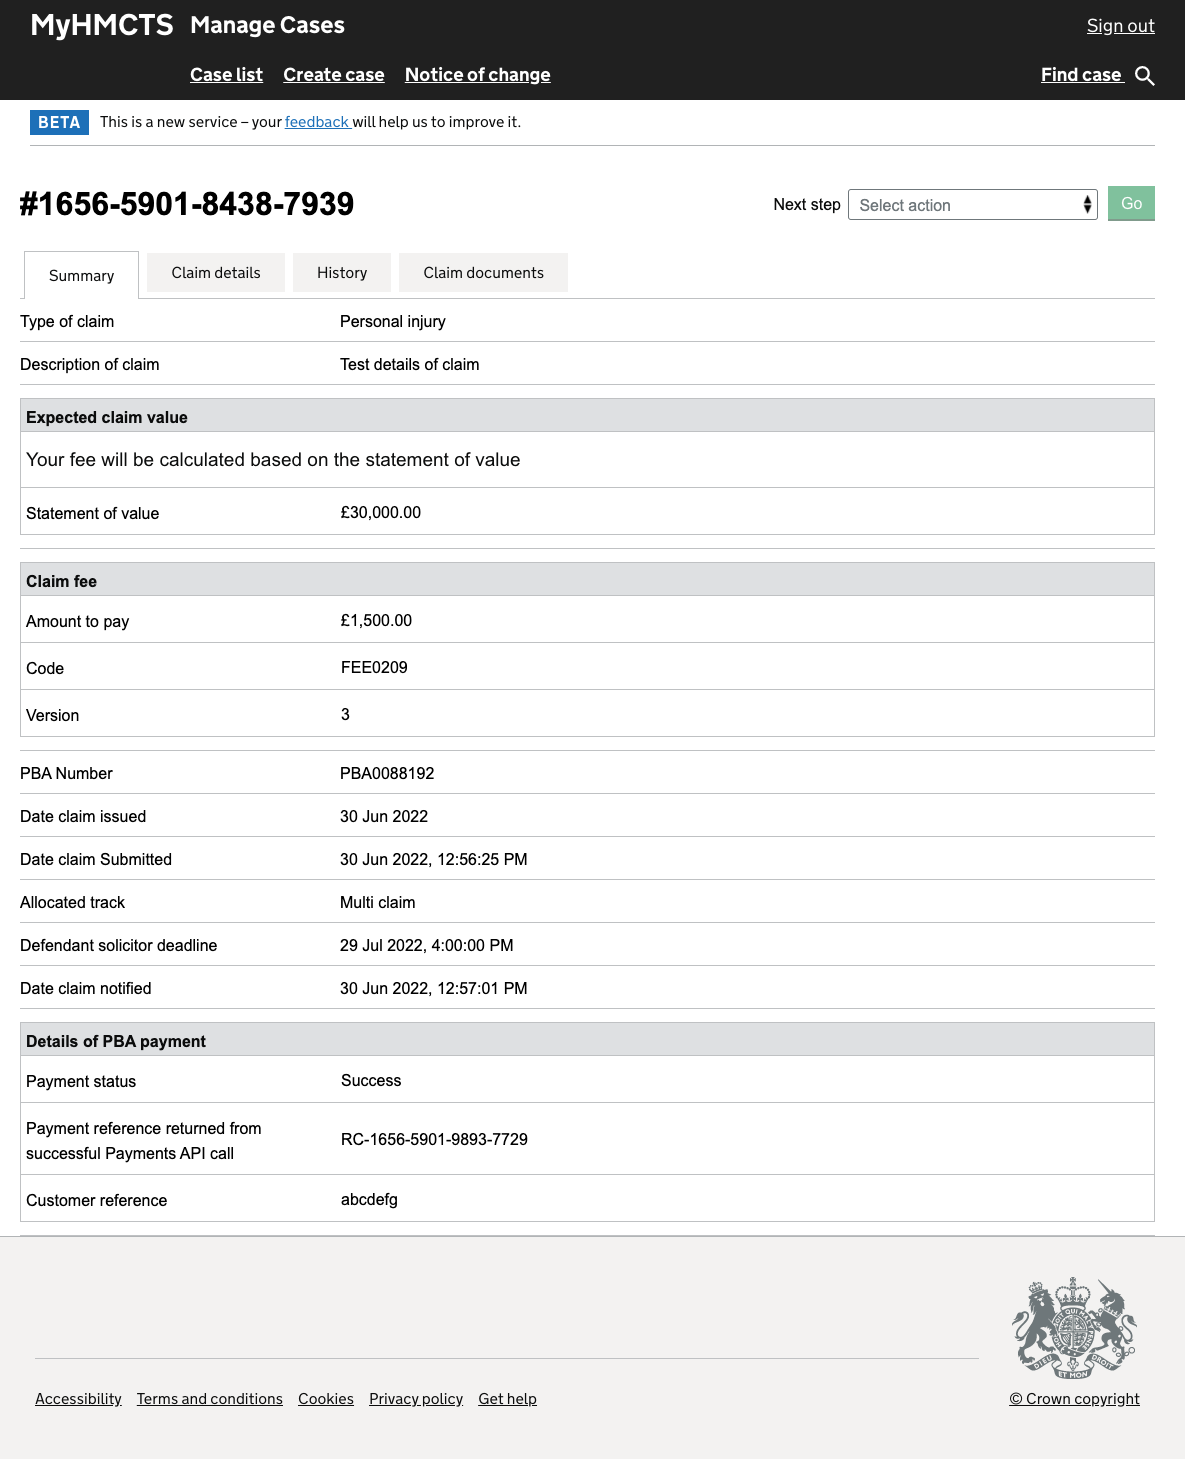 MyHMCTS Manage Cases Sign out
Case list Create case Notice of change Find case
BETA This is a new service – your feedback will help us to improve it.
#1656-5901-8438-7939 Next step Select action Go
Summary Claim details History Claim documents
Type of claim Personal injury
Description of claim Test details of claim
Expected claim value
Your fee will be calculated based on the statement of value
Statement of value £30,000.00
Claim fee
Amount to pay £1,500.00
Code FEE0209
Version 3
PBA Number PBA0088192
Date claim issued 30 Jun 2022
Date claim Submitted 30 Jun 2022, 12:56:25 PM
Allocated track Multi claim
Defendant solicitor deadline 29 Jul 2022, 4:00:00 PM
Date claim notified 30 Jun 2022, 12:57:01 PM
Details of PBA payment
Payment status Success
Payment reference returned from
successful Payments API call RC-1656-5901-9893-7729
Customer reference abcdefg
DIEU ET MON DROIT
Accessibility Terms and conditions Cookies Privacy policy Get help © Crown copyright